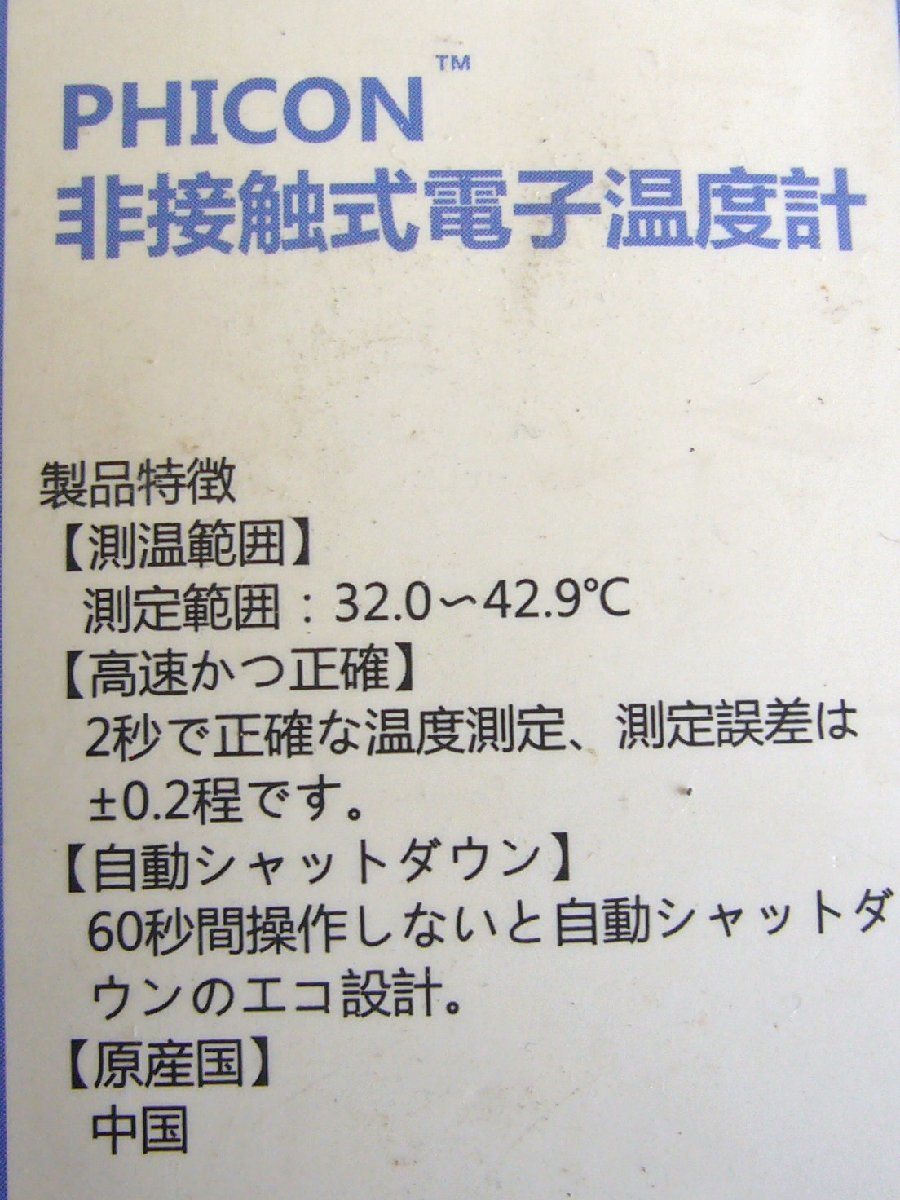 PHICON™
非接触式電子温度計
製品特徴
【測温範囲】
測定範囲：32.0～42.9℃
【高速かつ正確】
2秒で正確な温度測定、測定誤差は
±0.2程です。
【自動シャットダウン】
60秒間操作しないと自動シャットダ
ウンのエコ設計。
【原産国】
中国